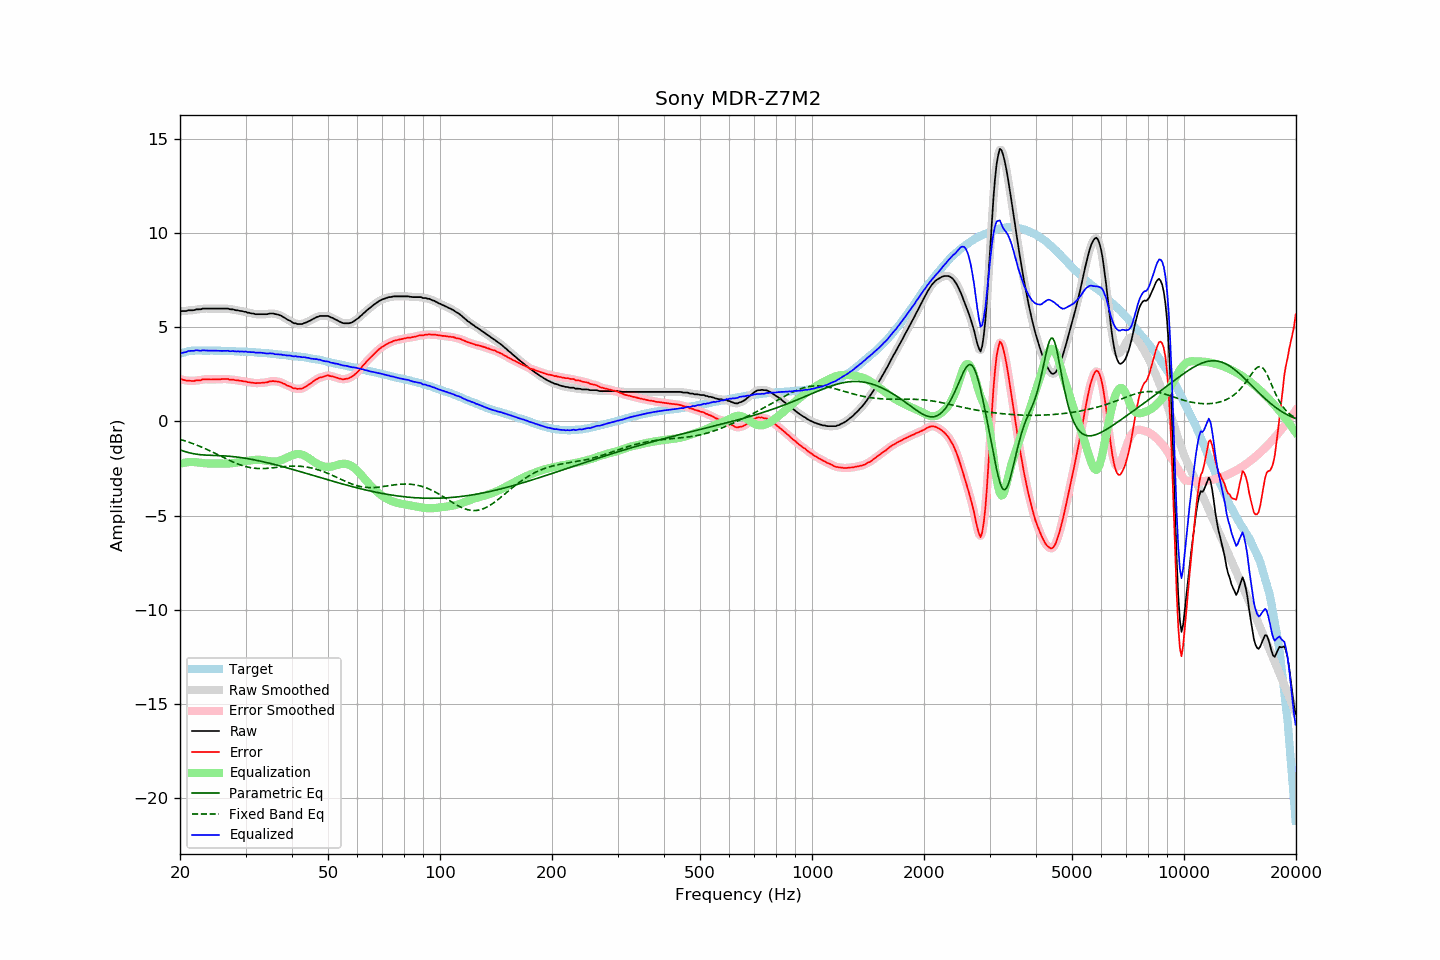 Sony MDR-Z7M2
15
10
5
0
−5
−10
−15
−20
Amplitude (dBr)
Target
Raw Smoothed
Error Smoothed
Raw
Error
Equalization
Parametric Eq
Fixed Band Eq
Equalized
20 50 100 200 500 1000 2000 5000 10000 20000
Frequency (Hz)